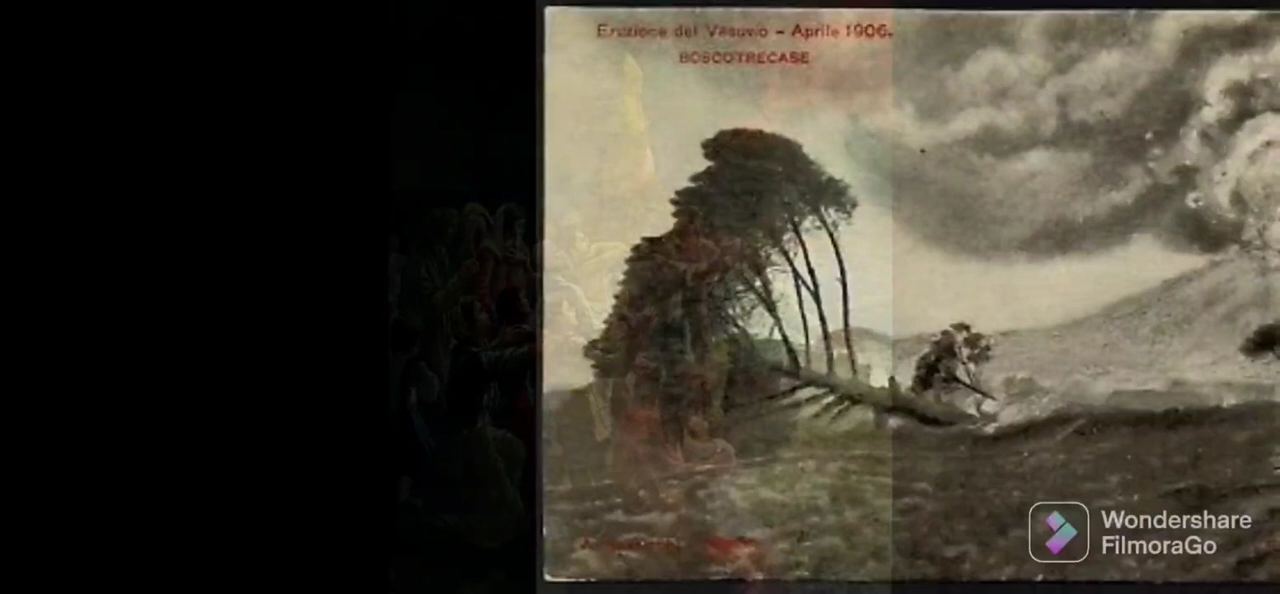 Eruzione del Vesuvio - Aprile 1906.
BOSCOTRECASE
Wondershare
FilmoraGo